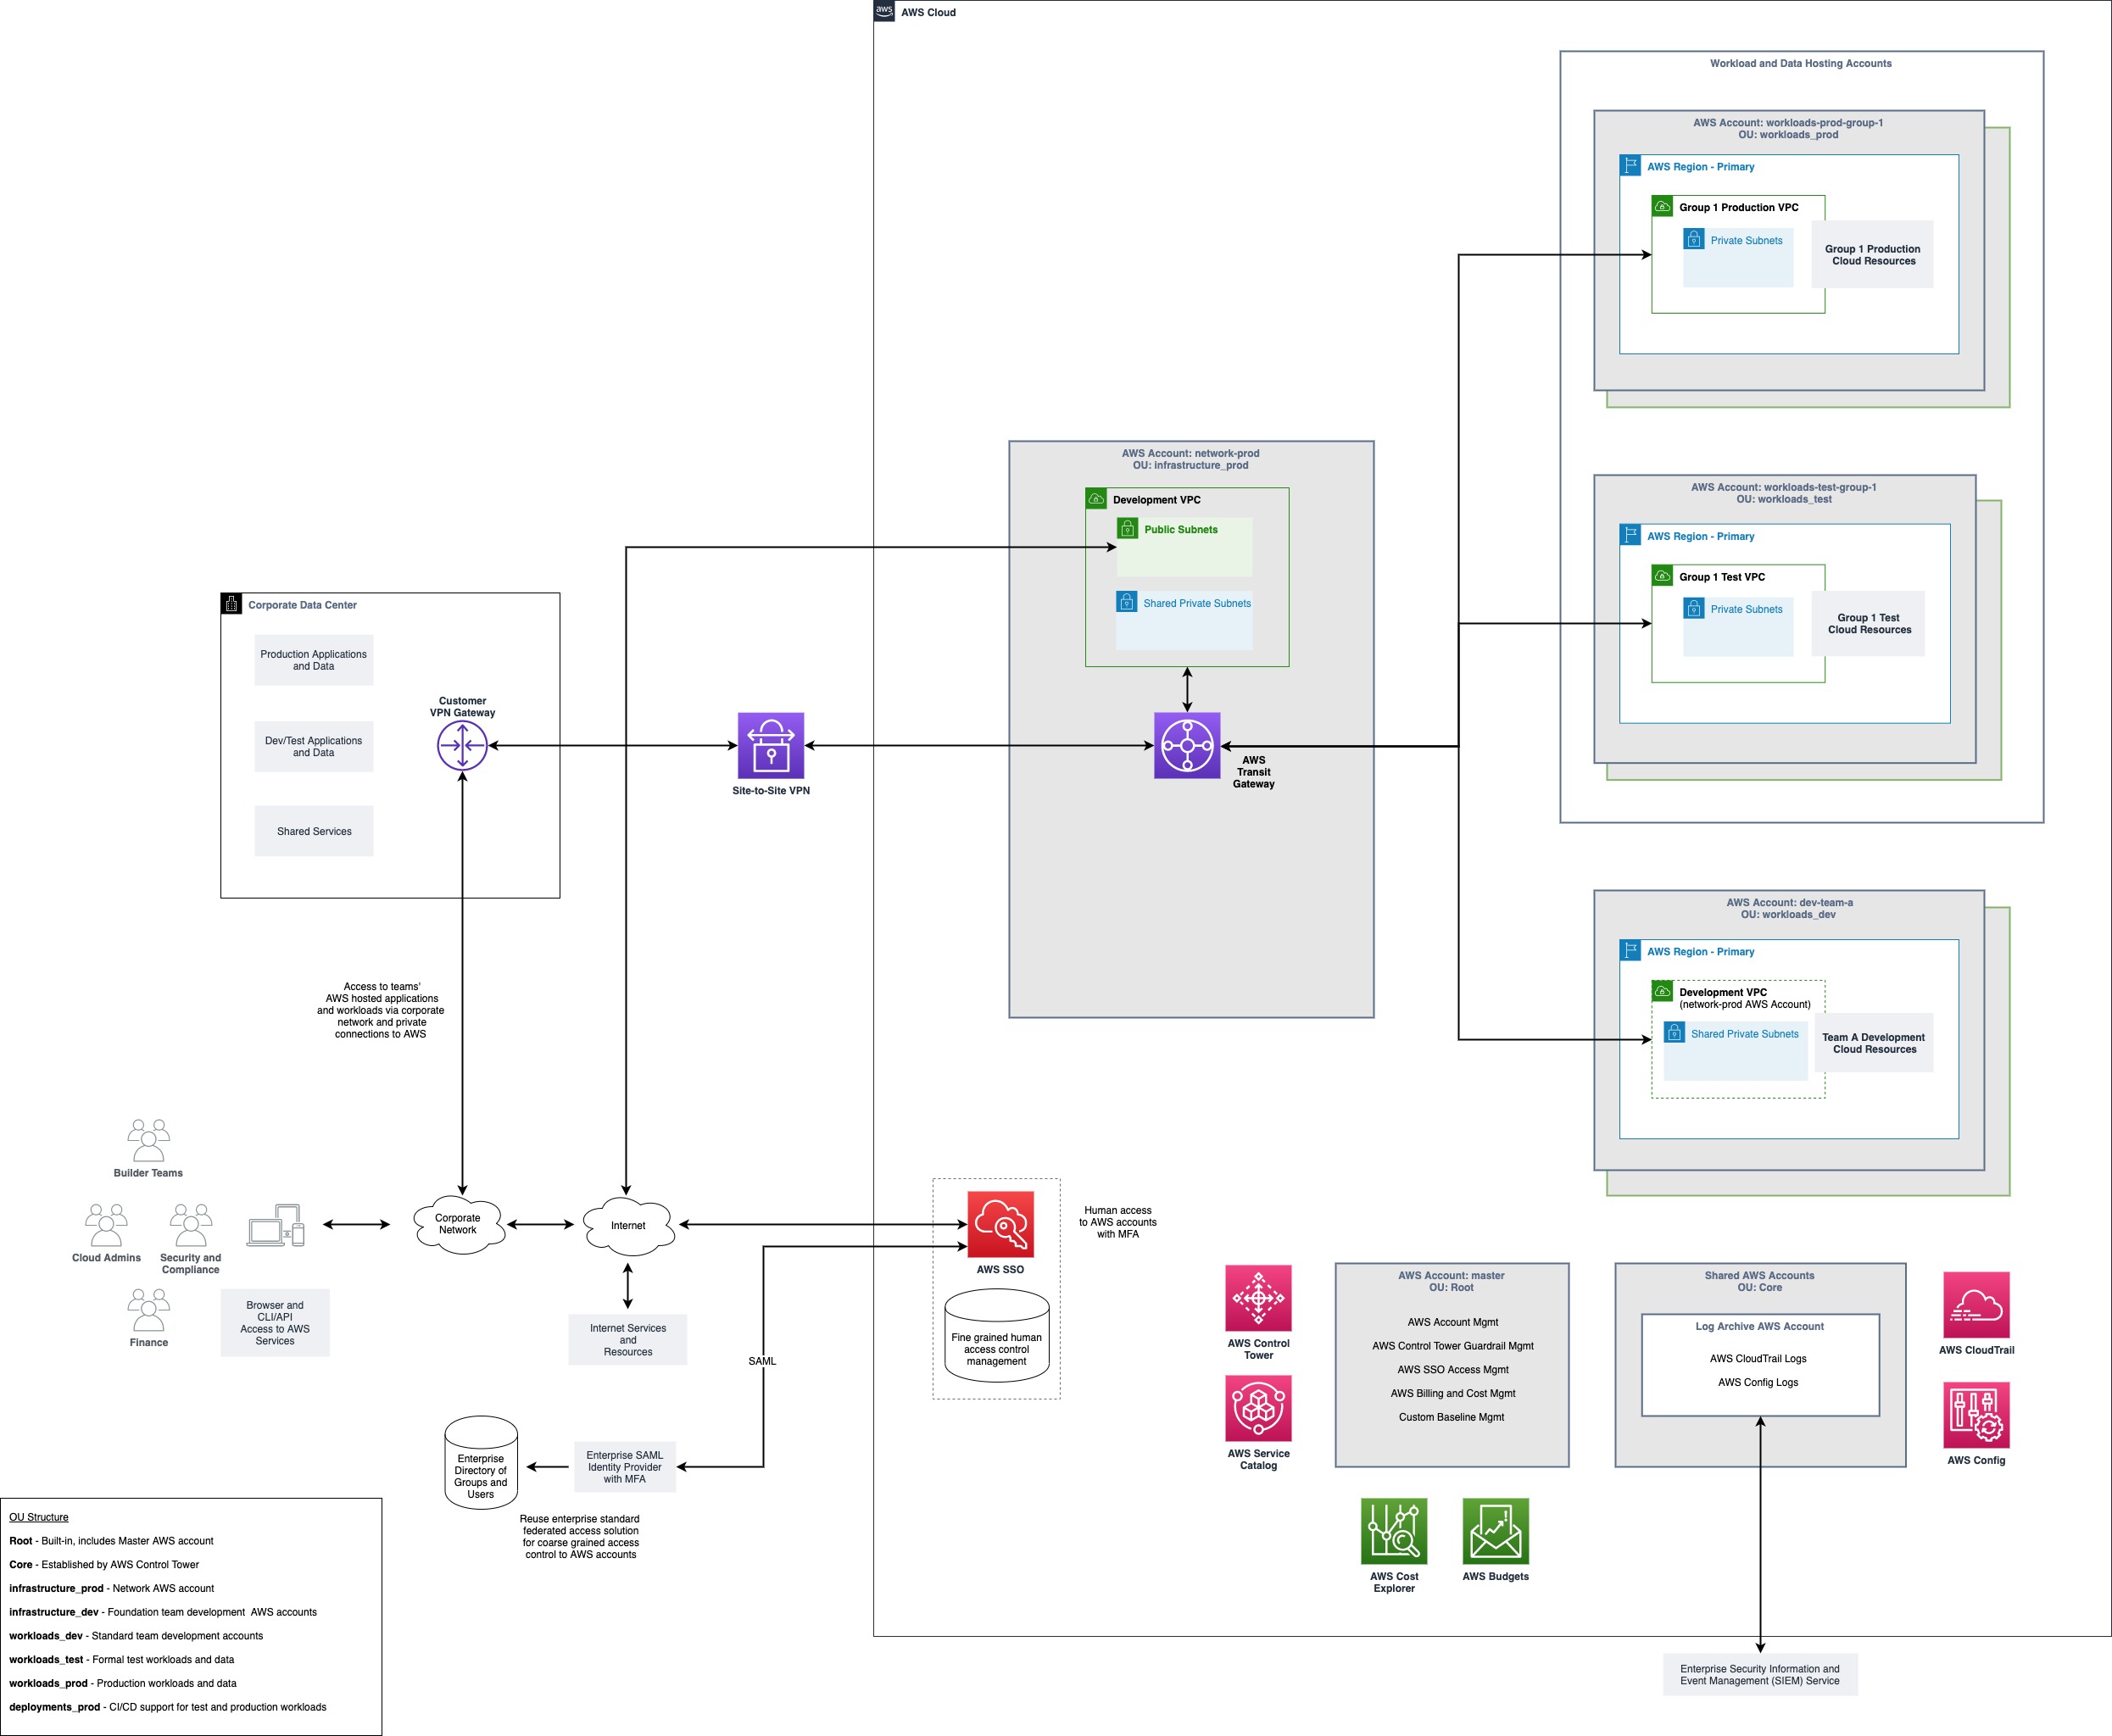 aws
AWS Cloud
Workload and Data Hosting Accounts
AWS Account: workloads-prod-group-1
OU: workloads_prod
AWS Region - Primary
Group 1 Production VPC
Private Subnets
Group 1 Production
Cloud Resources
AWS Account: network-prod
OU: infrastructure_prod
Development VPC
Public Subnets
Shared Private Subnets
AWS
Transit
Gateway
AWS Account: workloads-test-group-1
OU: workloads_test
AWS Region - Primary
Group 1 Test VPC
Private Subnets
Group 1 Test
Cloud Resources
Corporate Data Center
Production Applications
and Data
Dev/Test Applications
and Data
Shared Services
Customer
VPN Gateway
Site-to-Site VPN
AWS Account: dev-team-a
OU: workloads_dev
AWS Region - Primary
Development VPC
(network-prod AWS Account)
Shared Private Subnets
Team A Development
Cloud Resources
Access to teams'
AWS hosted applications
and workloads via corporate
network and private
connections to AWS
Builder Teams
Cloud Admins
Security and
Compliance
Finance
Browser and
CLI/API
Access to AWS
Services
Corporate
Network
Internet
Internet Services
and
Resources
SAML
AWS SSO
Fine grained human
access control
management
Human access
to AWS accounts
with MFA
Enterprise
Directory of
Groups and
Users
Enterprise SAML
Identity Provider
with MFA
Reuse enterprise standard
federated access solution
for coarse grained access
control to AWS accounts
AWS Control
Tower
AWS Service
Catalog
AWS Account: master
OU: Root
AWS Account Mgmt
AWS Control Tower Guardrail Mgmt
AWS SSO Access Mgmt
AWS Billing and Cost Mgmt
Custom Baseline Mgmt
Shared AWS Accounts
OU: Core
Log Archive AWS Account
AWS CloudTrail Logs
AWS Config Logs
AWS CloudTrail
AWS Config
AWS Cost
Explorer
AWS Budgets
Enterprise Security Information and
Event Management (SIEM) Service
OU Structure
Root - Built-in, includes Master AWS account
Core - Established by AWS Control Tower
infrastructure_prod - Network AWS account
infrastructure_dev - Foundation team development AWS accounts
workloads_dev - Standard team development accounts
workloads_test - Formal test workloads and data
workloads_prod - Production workloads and data
deployments_prod - CI/CD support for test and production workloads